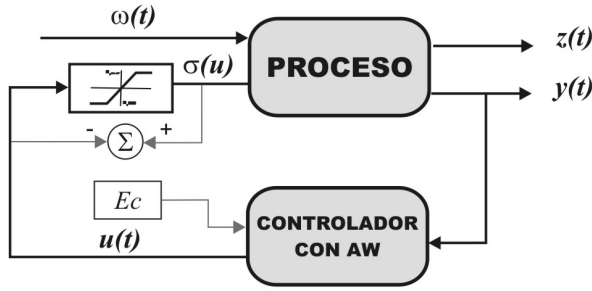 ω(t)
z(t)
σ(u)
PROCESO
y(t)
-
Σ
+
Ec
CONTROLADOR
CON AW
u(t)